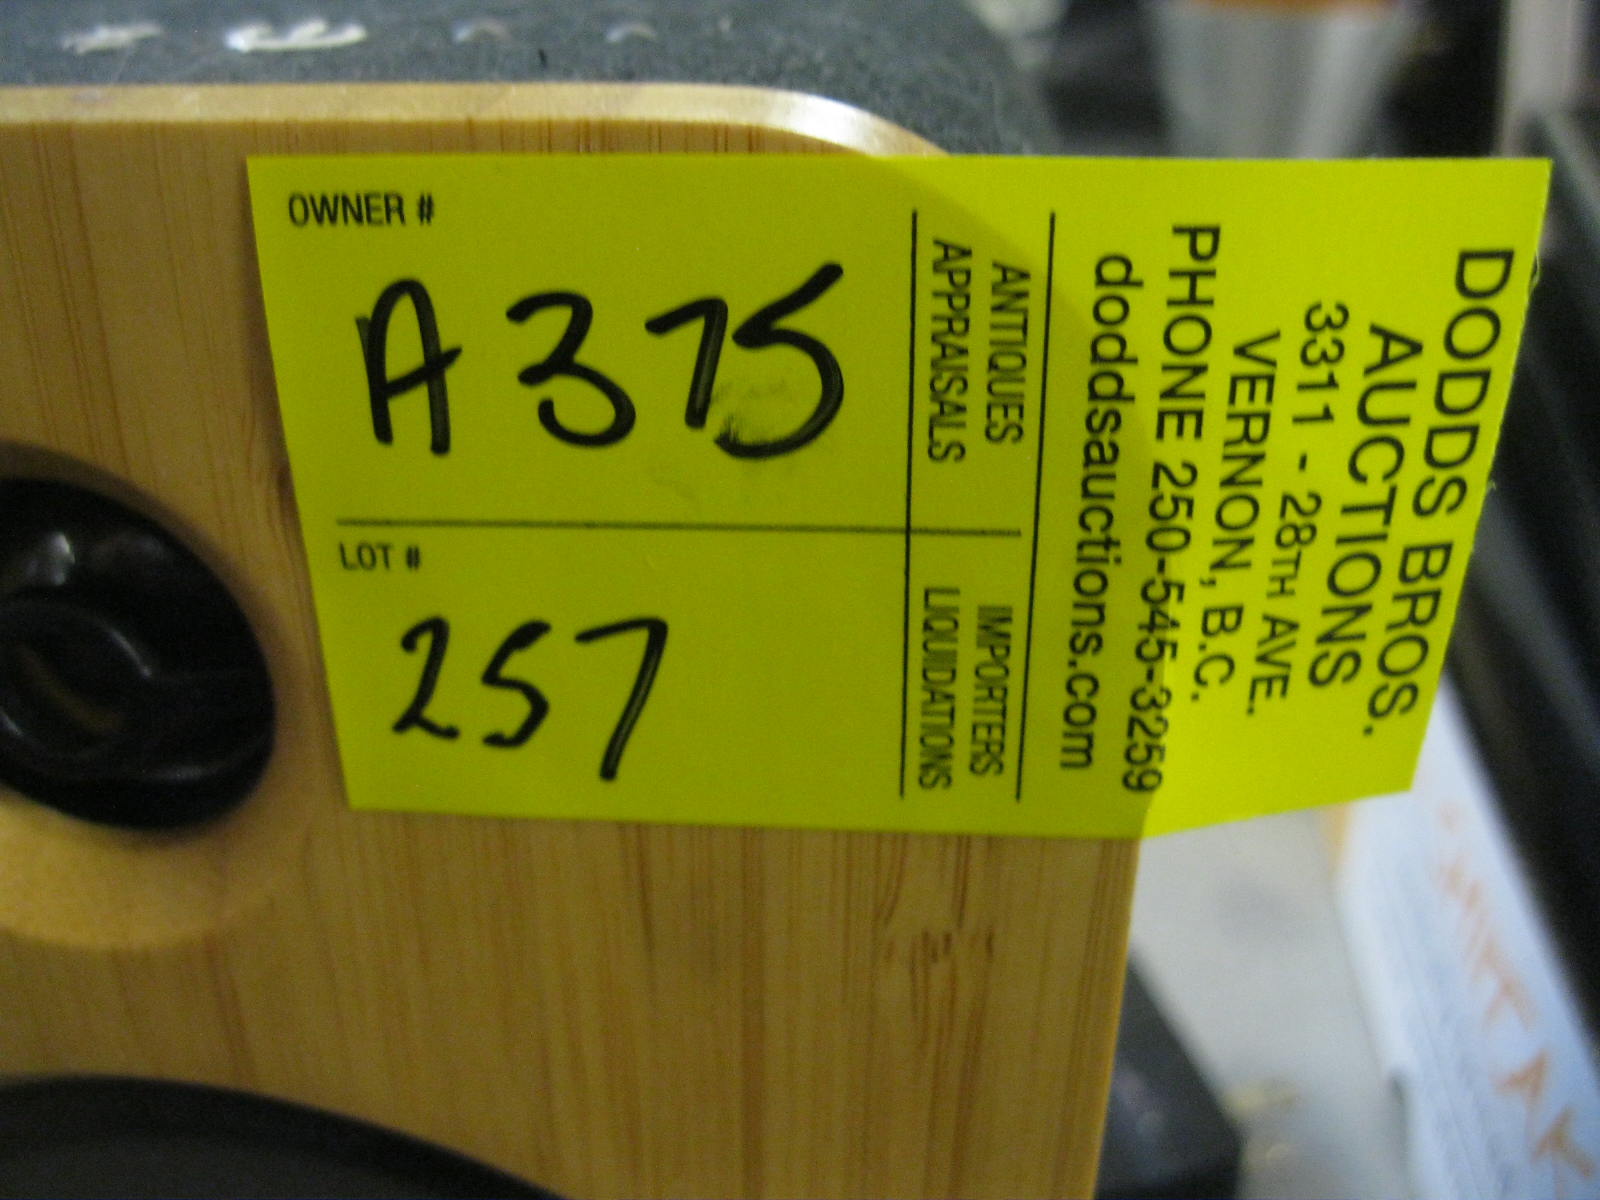 OWNER #
A375
LOT #
257
ANTIQUES
APPRAISALS
IMPORTERS
LIQUIDATIONS
DODDS BROS.
AUCTIONS
3311 - 28TH AVE.
VERNON, B.C.
PHONE 250-545-3259
doddsauctions.com